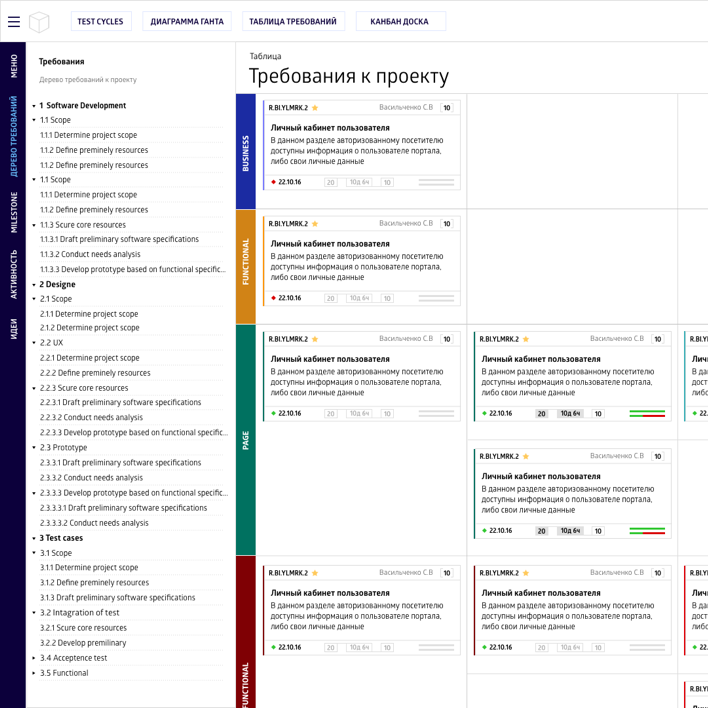 TEST CYCLES
ДИАГРАММА ГАНТА
ТАБЛИЦА ТРЕБОВАНИЙ
КАНБАН ДОСКА
МЕНЮ
ДЕРЕВО ТРЕБОВАНИЙ
MILESTONE
АКТИВНОСТЬ
ИДЕИ
Требования
Дерево требований к проекту
1 Software Development
1.1 Scope
1.1.1 Determine project scope
1.1.2 Define preminely resources
1.1.2 Define preminely resources
1.1 Scope
1.1.1 Determine project scope
1.1.2 Define preminely resources
1.1.3 Scure core resources
1.1.3.1 Draft preliminary software specifications
1.1.3.2 Conduct needs analysis
1.1.3.3 Develop prototype based on functional specific...
2 Designe
2.1 Scope
2.1.1 Determine project scope
2.1.2 Determine project scope
2.2 UX
2.2.1 Determine project scope
2.2.2 Define preminely resources
2.2.3 Scure core resources
2.2.3.1 Draft preliminary software specifications
2.2.3.2 Conduct needs analysis
2.2.3.3 Develop prototype based on functional specific...
2.3 Prototype
2.3.3.1 Draft preliminary software specifications
2.3.3.2 Conduct needs analysis
2.3.3.3 Develop prototype based on functional specific...
2.3.3.3.1 Draft preliminary software specifications
2.3.3.3.2 Conduct needs analysis
3 Test cases
3.1 Scope
3.1.1 Determine project scope
3.1.2 Define preminely resources
3.1.3 Draft preliminary software specifications
3.2 Intagration of test
3.2.1 Scure core resources
3.2.2 Develop premilinary
3.4 Acceptence test
3.5 Functional
Таблица
Требования к проекту
BUSINESS
R.BI.YLMRK.2 Васильченко С.В 10
Личный кабинет пользователя
В данном разделе авторизованному посетителю
доступны информация о пользователе портала,
либо свои личные данные
22.10.16 20 10д 6ч 10
FUNCTIONAL
R.BI.YLMRK.2 Васильченко С.В 10
Личный кабинет пользователя
В данном разделе авторизованному посетителю
доступны информация о пользователе портала,
либо свои личные данные
22.10.16 20 10д 6ч 10
PAGE
R.BI.YLMRK.2 Васильченко С.В 10
Личный кабинет пользователя
В данном разделе авторизованному посетителю
доступны информация о пользователе портала,
либо свои личные данные
22.10.16 20 10д 6ч 10
R.BI.YLMRK.2 Васильченко С.В 10
Личный кабинет пользователя
В данном разделе авторизованному посетителю
доступны информация о пользователе портала,
либо свои личные данные
22.10.16 20 10д 6ч 10
R.BI.YLMRK.2 Васильченко С.В 10
Личный кабинет пользователя
В данном разделе авторизованному посетителю
доступны информация о пользователе портала,
либо свои личные данные
22.10.16 20 10д 6ч 10
FUNCTIONAL
R.BI.YLMRK.2 Васильченко С.В 10
Личный кабинет пользователя
В данном разделе авторизованному посетителю
доступны информация о пользователе портала,
либо свои личные данные
22.10.16 20 10д 6ч 10
R.BI.YLMRK.2 Васильченко С.В 10
Личный кабинет пользователя
В данном разделе авторизованному посетителю
доступны информация о пользователе портала,
либо свои личные данные
22.10.16 20 10д 6ч 10